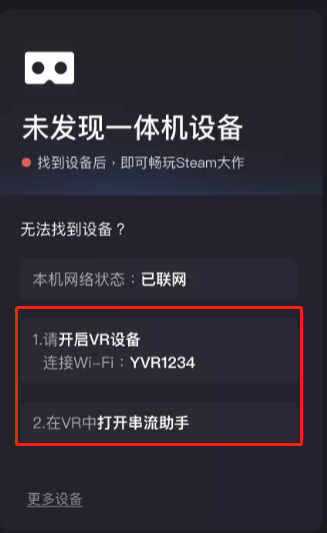 未发现一体机设备
找到设备后，即可畅玩Steam大作
无法找到设备？
本机网络状态：已联网
1.请开启VR设备
连接Wi-Fi：YVR1234
2.在VR中打开串流助手
更多设备